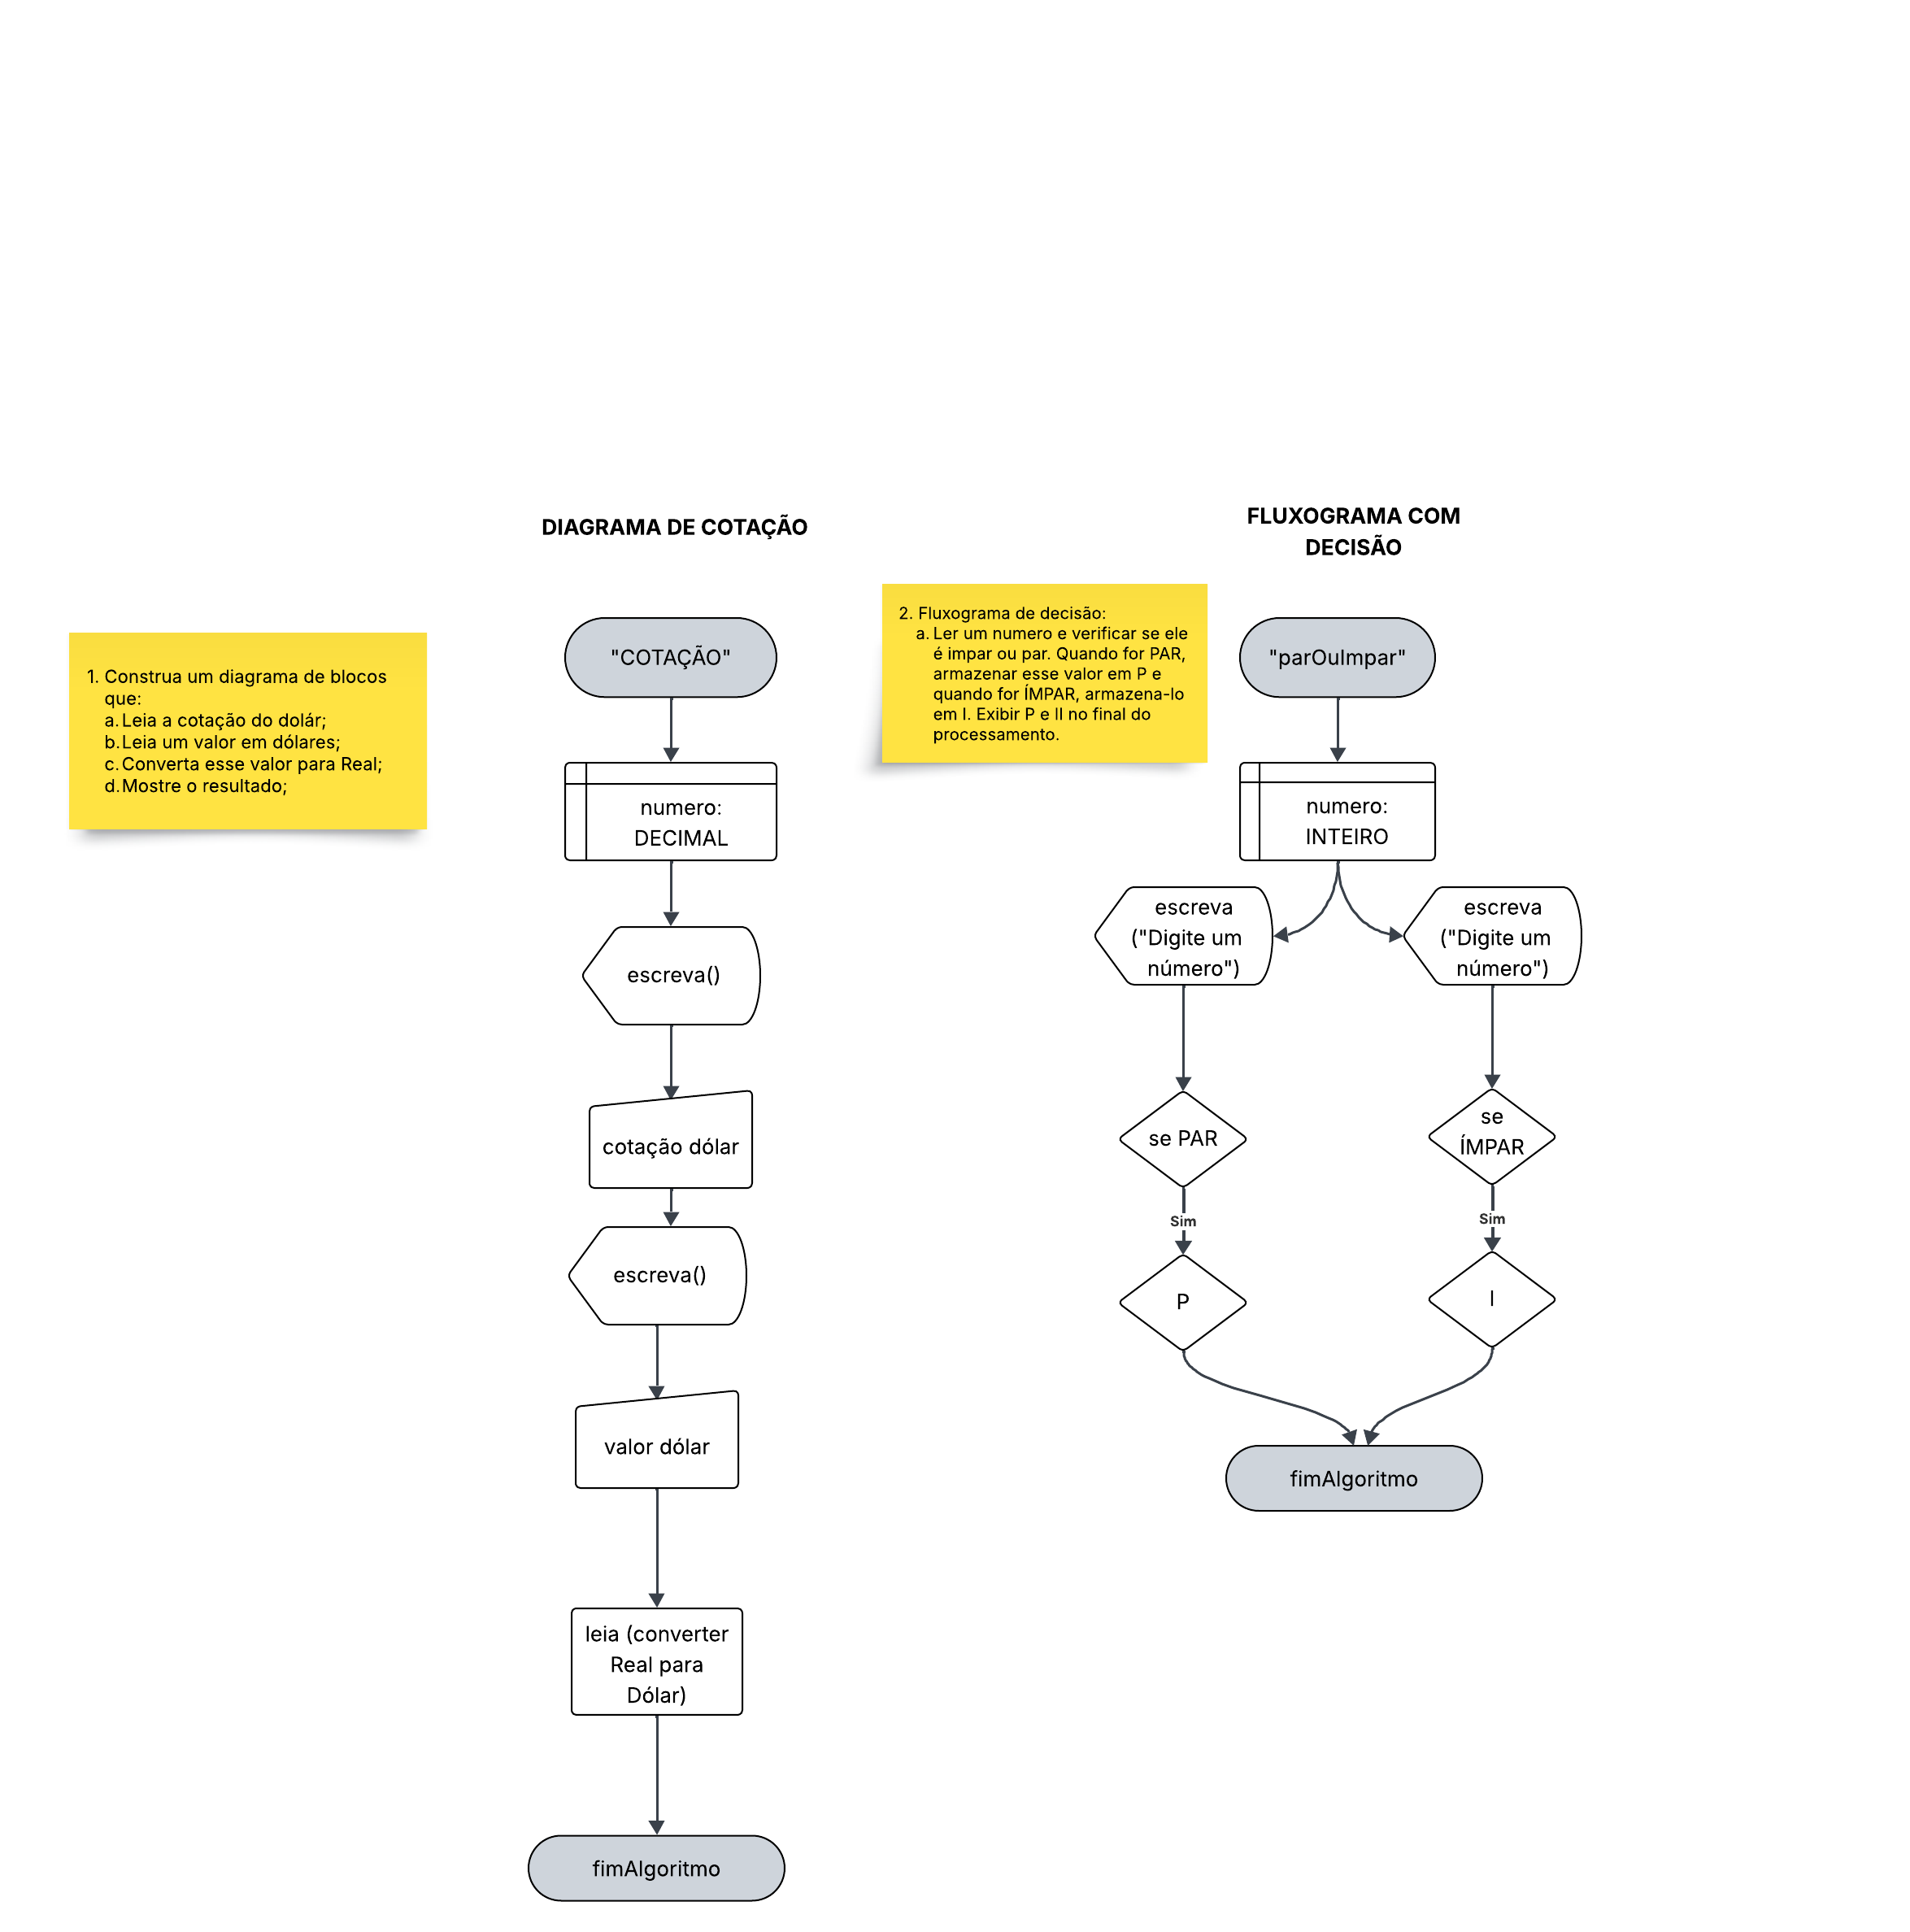 DIAGRAMA DE COTAÇÃO
1. Construa um diagrama de blocos
que:
a. Leia a cotação do dolár;
b. Leia um valor em dólares;
c. Converta esse valor para Real;
d. Mostre o resultado;
"COTAÇÃO"
numero:
DECIMAL
escreva()
cotação dólar
escreva()
valor dólar
leia (converter
Real para
Dólar)
fimAlgoritmo
FLUXOGRAMA COM
DECISÃO
2. Fluxograma de decisão:
a. Ler um numero e verificar se ele
é impar ou par. Quando for PAR,
armazenar esse valor em P e
quando for ÍMPAR, armazena-lo
em I. Exibir P e II no final do
processamento.
"parOuImpar"
numero:
INTEIRO
escreva
("Digite um
número")
escreva
("Digite um
número")
se PAR
se
ÍMPAR
Sim
Sim
P
I
fimAlgoritmo